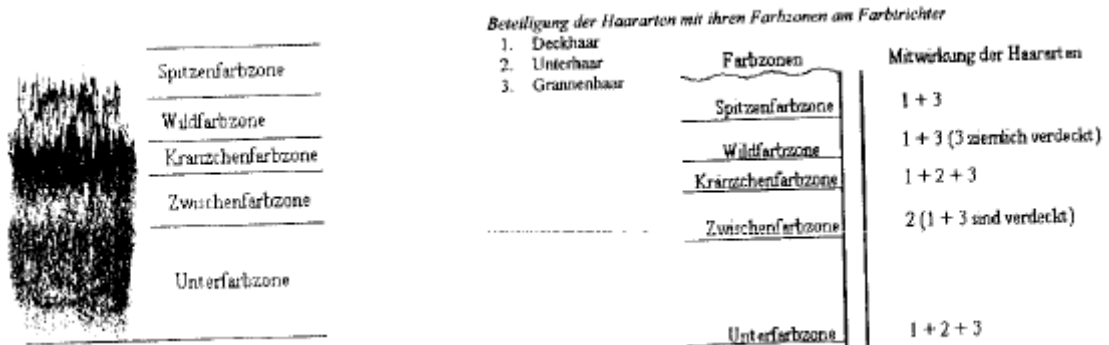 Spitzenfarbzone
Wildfarbzone
Kränzchenfarbzone
Zwischenfarbzone
Unterfarbzone
Beteiligung der Haararten mit ihren Farbzonen am Farbtrichter
1. Deckhaar
2. Unterhaar
3. Grannenhaar
Farbzonen Mitwirkung der Haararten
Spitzenfarbzone 1 + 3
Wildfarbzone 1 + 3 (3 ziemlich verdeckt)
Kränzchenfarbzone 1 + 2 + 3
Zwischenfarbzone 2 (1 + 3 sind verdeckt)
Unterfarbzone 1 + 2 + 3